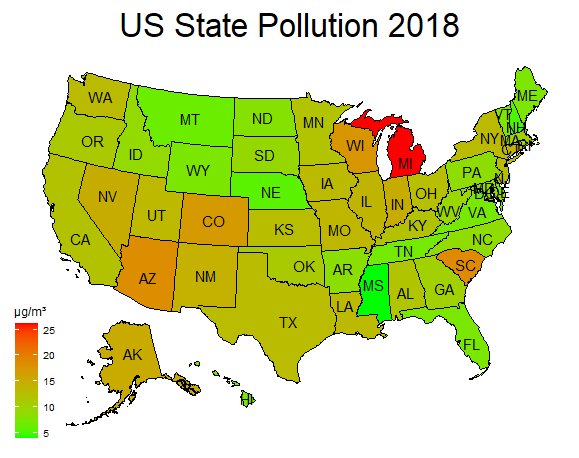 US State Pollution 2018
ME
WA
MT
ND
MN
VT
NH
OR
ID
WI
NY
MA
SD
MI
WY
PA
NJ
NE
IA
OH
NV
UT
CO
IL
IN
WV
VA
KS
MO
KY
CA
NC
TN
OK
AZ
NM
AR
SC
MS
AL
GA
LA
TX
µg/m³
25
FL
20
AK
15
10
HI
5